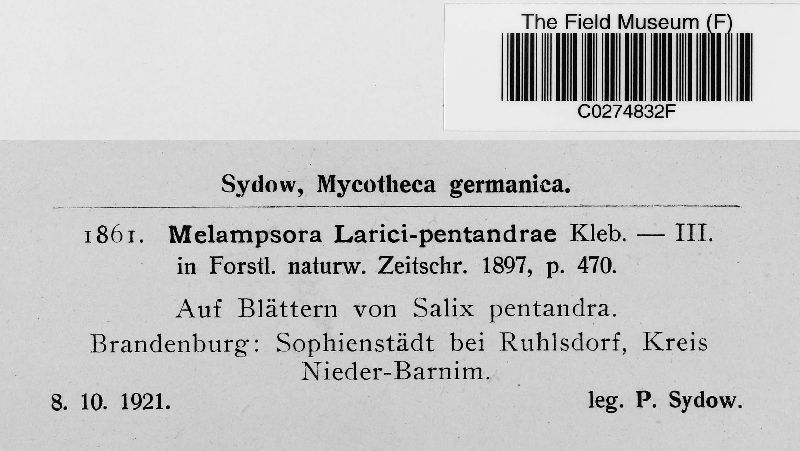 The Field Museum (F)
C0274832F
Sydow, Mycotheca germanica.
1861. Melampsora Larici-pentandrae Kleb. — III.
in Forstl. naturw. Zeitschr. 1897, p. 470.
Auf Blättern von Salix pentandra.
Brandenburg: Sophienstädt bei Ruhlsdorf, Kreis
Nieder-Barnim.
8. 10. 1921. leg. P. Sydow.